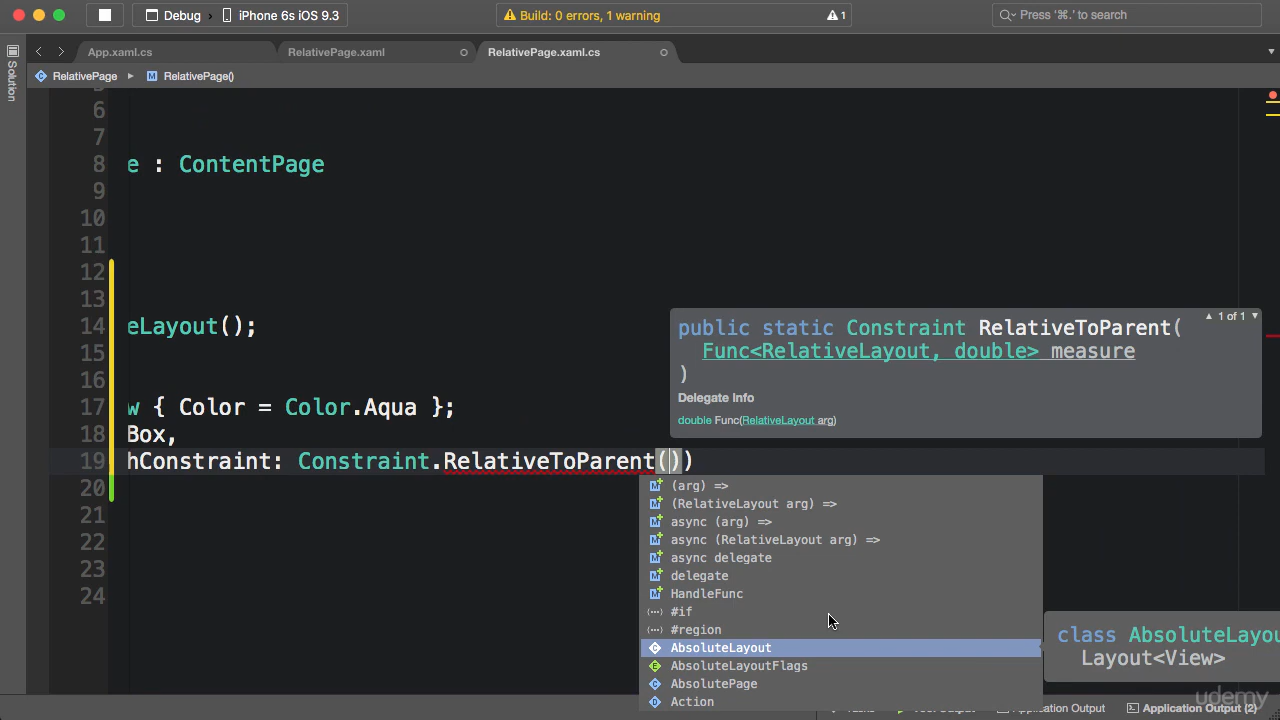 Debug
iPhone 6s iOS 9.3
Build: 0 errors, 1 warning
1
Press '⌘.' to search
Solution
App.xaml.cs
RelativePage.xaml
RelativePage.xaml.cs
RelativePage
RelativePage()
6
7
8 e : ContentPage
9
10
11
12
13
14 eLayout();
15
16
17 w { Color = Color.Aqua };
18 Box,
19 hConstraint: Constraint.RelativeToParent())
20
21
22
23
24
1 of 1
public static Constraint RelativeToParent(
Func<RelativeLayout, double> measure
)
Delegate Info
double Func(RelativeLayout arg)
(arg) =>
(RelativeLayout arg) =>
async (arg) =>
async (RelativeLayout arg) =>
async delegate
delegate
HandleFunc
#if
#region
AbsoluteLayout
AbsoluteLayoutFlags
AbsolutePage
Action
class AbsoluteLayou
Layout<View>
Application Output
Application Output (2)
udemy